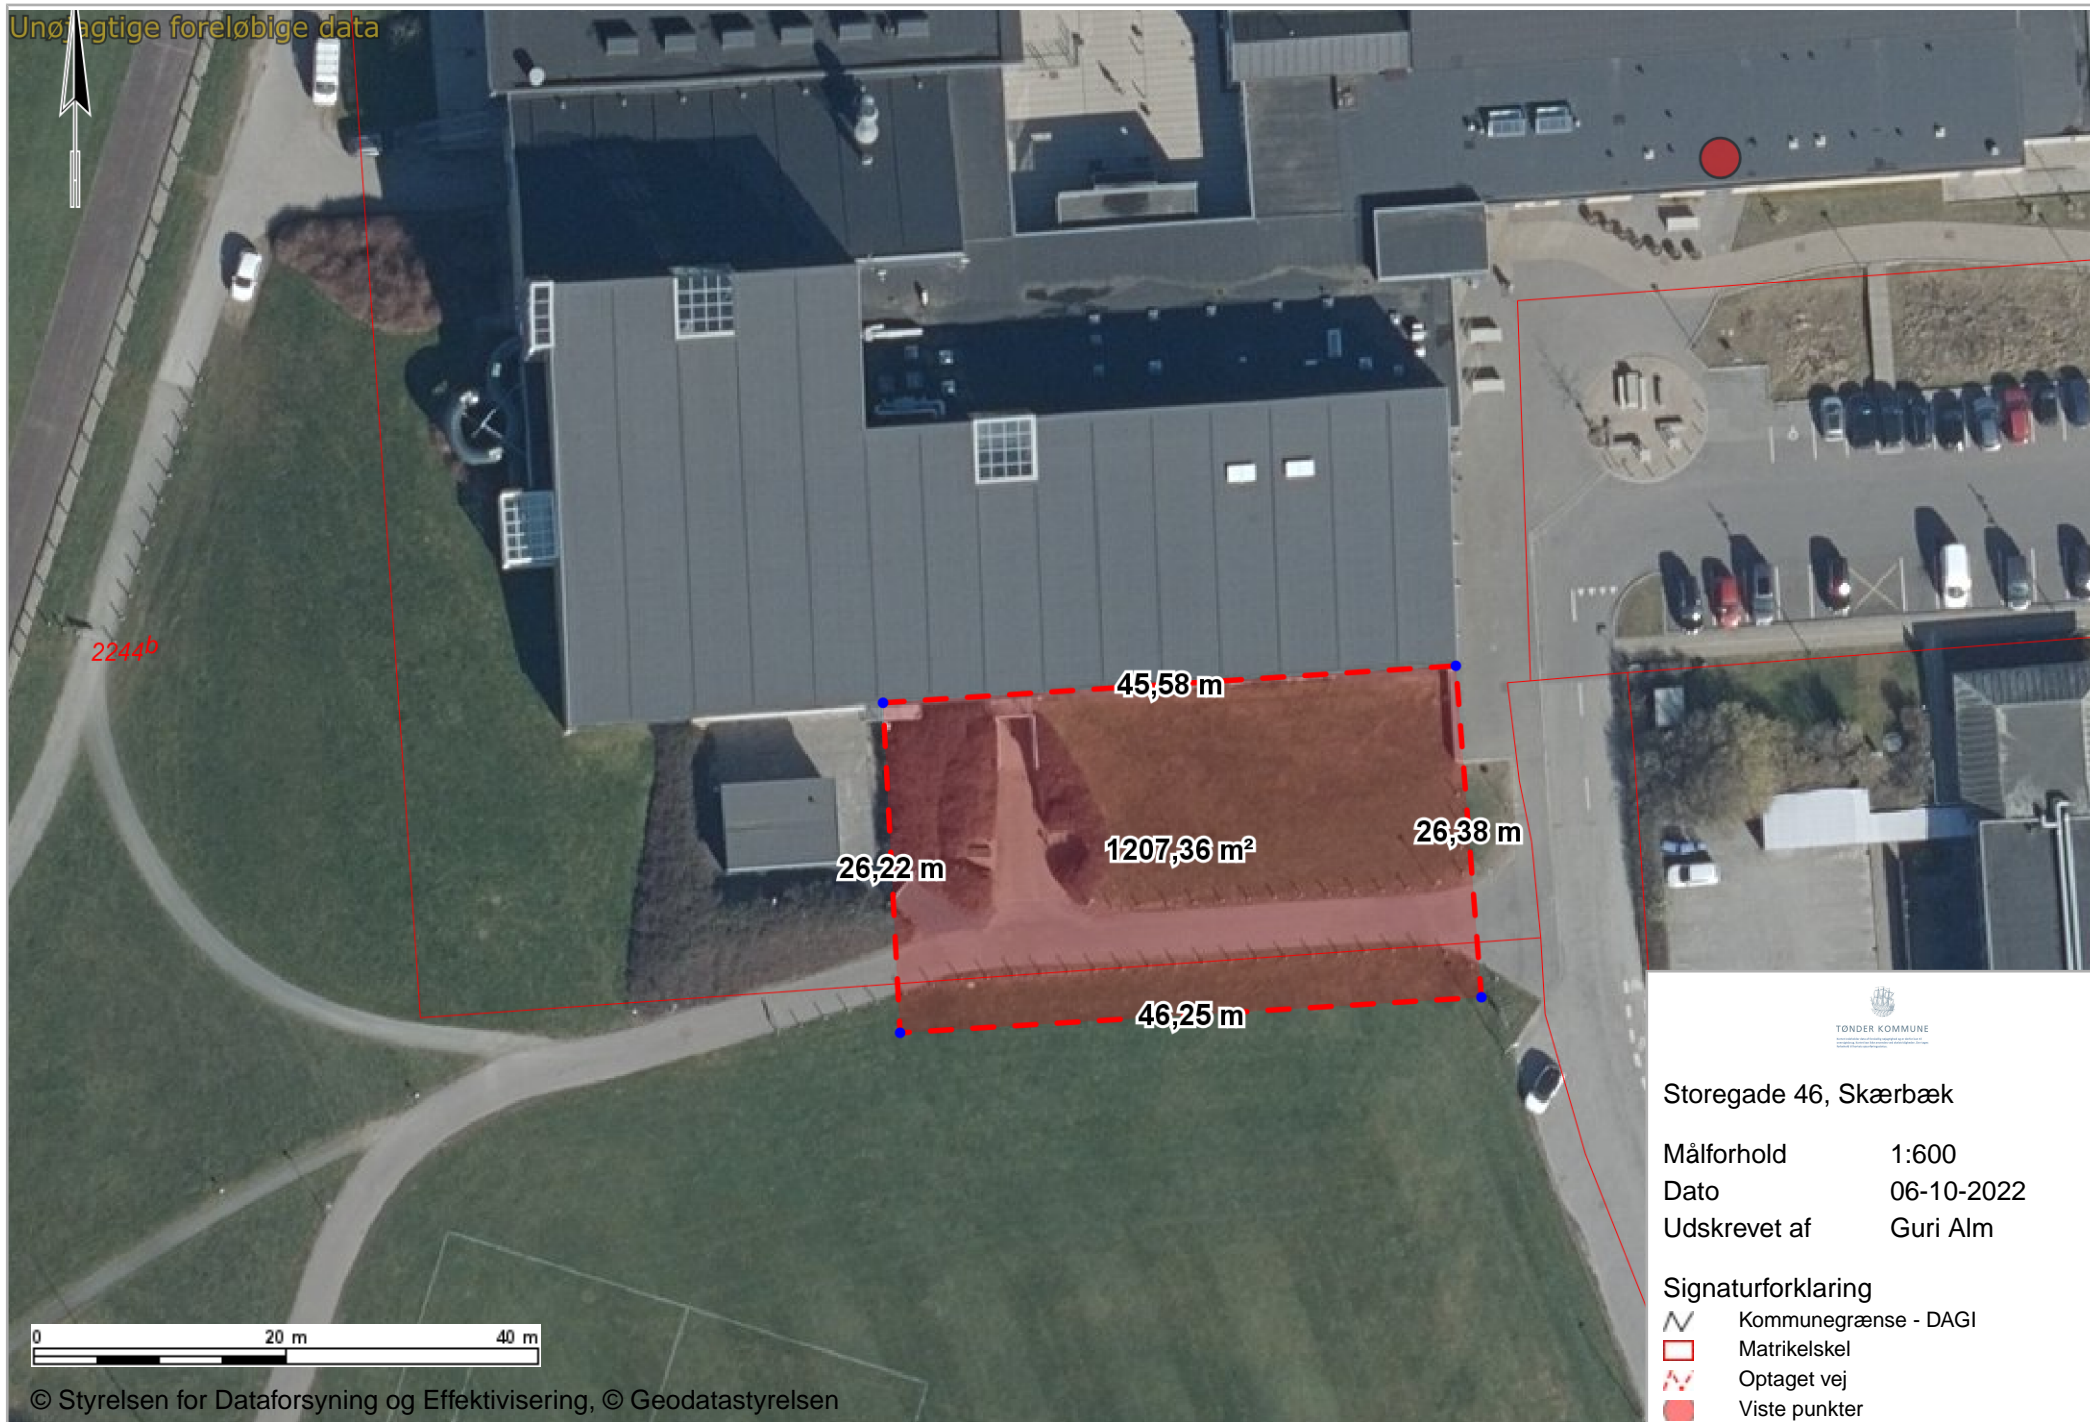 Unøjagtige foreløbige data
2244b
45,58 m
26,22 m
1207,36 m²
26,38 m
46,25 m
0 20 m 40 m
© Styrelsen for Dataforsyning og Effektivisering, © Geodatastyrelsen
TØNDER KOMMUNE
Storegade 46, Skærbæk
Målforhold 1:600
Dato 06-10-2022
Udskrevet af Guri Alm
Signaturforklaring
Kommunegrænse - DAGI
Matrikelskel
Optaget vej
Viste punkter